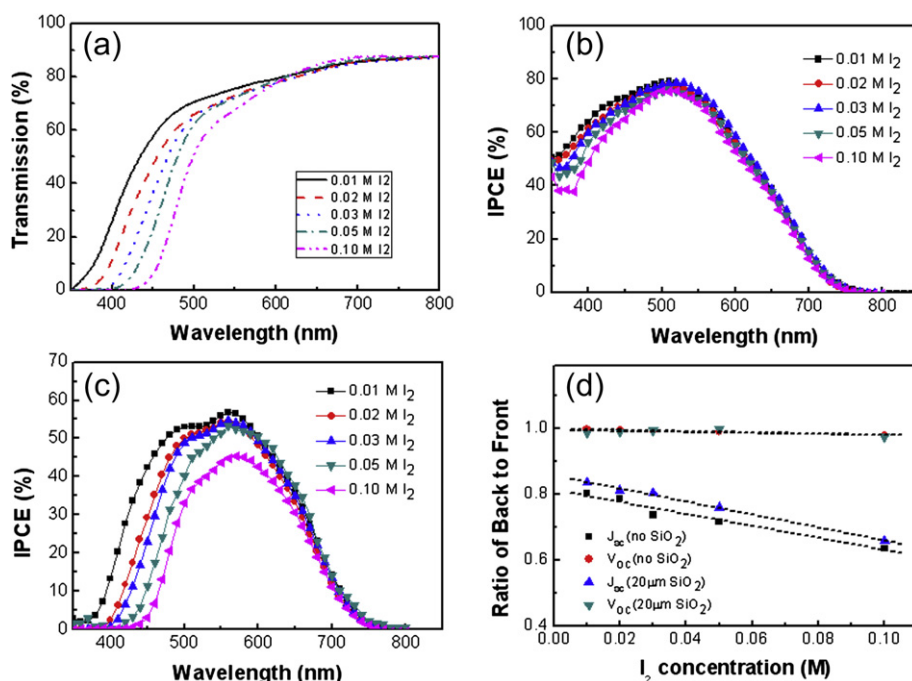 (a)
Transmission (%)
100
80
60
40
20
0
400 500 600 700 800
Wavelength (nm)
0.01 M I2
0.02 M I2
0.03 M I2
0.05 M I2
0.10 M I2
(b)
IPCE (%)
100
80
60
40
20
0
400 500 600 700 800
Wavelength (nm)
0.01 M I₂
0.02 M I₂
0.03 M I₂
0.05 M I₂
0.10 M I₂
(c)
IPCE (%)
70
60
50
40
30
20
10
0
300 400 500 600 700 800
Wavelength (nm)
0.01 M I₂
0.02 M I₂
0.03 M I₂
0.05 M I₂
0.10 M I₂
(d)
Ratio of Back to Front
1.4
1.2
1.0
0.8
0.6
0.4
0.00 0.02 0.04 0.06 0.08 0.10
I₂ concentration (M)
J∞(no SiO₂)
Voc(no SiO₂)
J∞(20μm SiO₂)
Voc(20μm SiO₂)